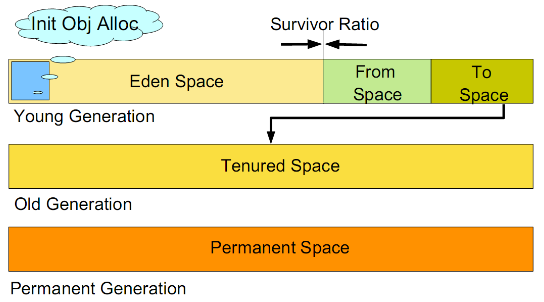 Init Obj Alloc
Survivor Ratio
Eden Space
From
Space
To
Space
Young Generation
Tenured Space
Old Generation
Permanent Space
Permanent Generation